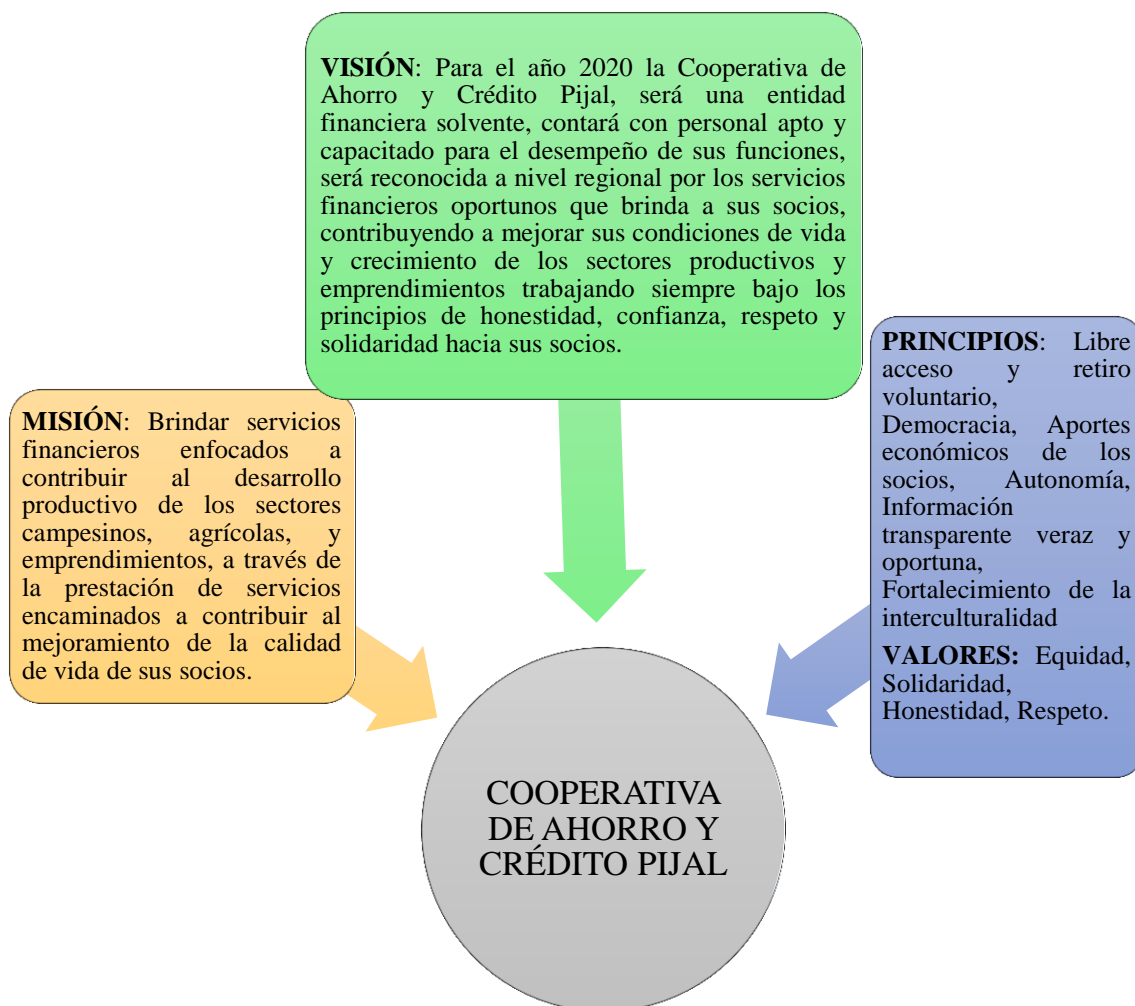 VISIÓN: Para el año 2020 la Cooperativa de
Ahorro y Crédito Pijal, será una entidad
financiera solvente, contará con personal apto y
capacitado para el desempeño de sus funciones,
será reconocida a nivel regional por los servicios
financieros oportunos que brinda a sus socios,
contribuyendo a mejorar sus condiciones de vida
y crecimiento de los sectores productivos y
emprendimientos trabajando siempre bajo los
principios de honestidad, confianza, respeto y
solidaridad hacia sus socios.
MISIÓN: Brindar servicios
financieros enfocados a
contribuir al desarrollo
productivo de los sectores
campesinos, agrícolas, y
emprendimientos, a través de
la prestación de servicios
encaminados a contribuir al
mejoramiento de la calidad
de vida de sus socios.
PRINCIPIOS: Libre
acceso y retiro
voluntario,
Democracia, Aportes
económicos de los
socios, Autonomía,
Información
transparente veraz y
oportuna,
Fortalecimiento de la
interculturalidad
VALORES: Equidad,
Solidaridad,
Honestidad, Respeto.
COOPERATIVA
DE AHORRO Y
CRÉDITO PIJAL